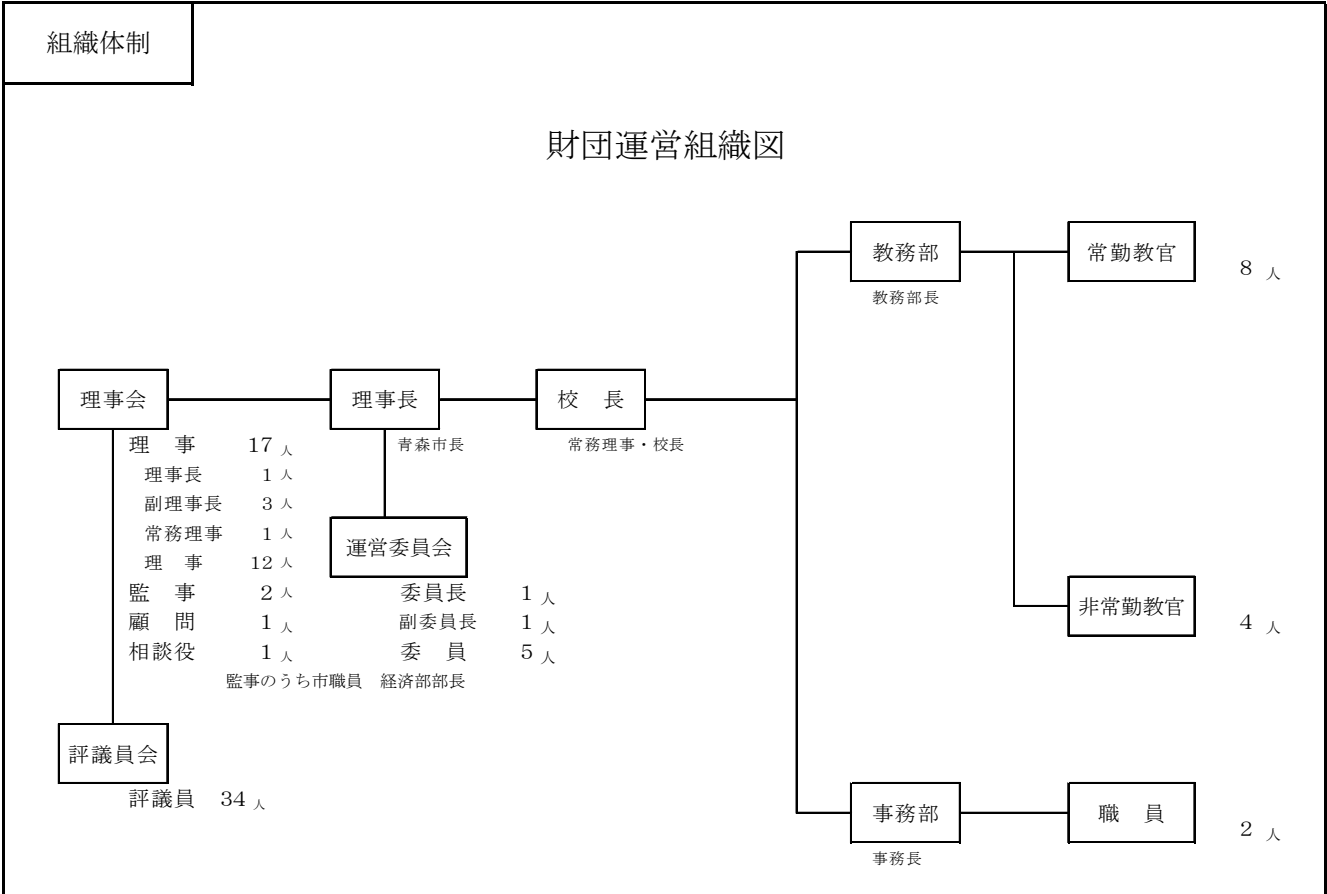 組織体制
財団運営組織図
教務部
教務部長
常勤教官
8 人
理事会
理事長
校　長
理　事　17 人
理事長　1 人
副理事長　3 人
常務理事　1 人
理　事　12 人
監　事　2 人
顧　問　1 人
相談役　1 人
監事のうち市職員　経済部部長
青森市長
常務理事・校長
運営委員会
委員長　1 人
副委員長　1 人
委　員　5 人
非常勤教官
4 人
評議員会
評議員　34 人
事務部
事務長
職　員
2 人